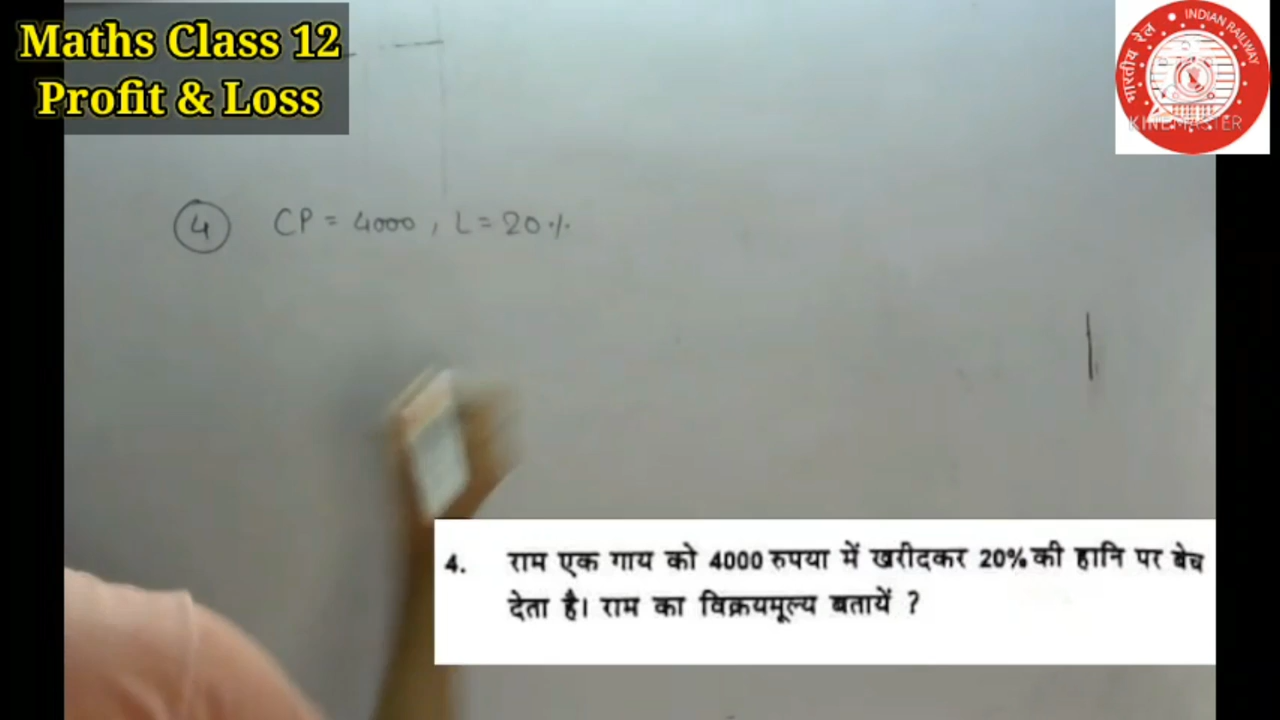 Maths Class 12
Profit & Loss
भारतीय रेल INDIAN RAILWAY
KINEMASTER
4 CP = 4000, L = 20%
4. राम एक गाय को 4000 रुपया में खरीदकर 20% की हानि पर बेच
देता है। राम का विक्रयमूल्य बतायें ?